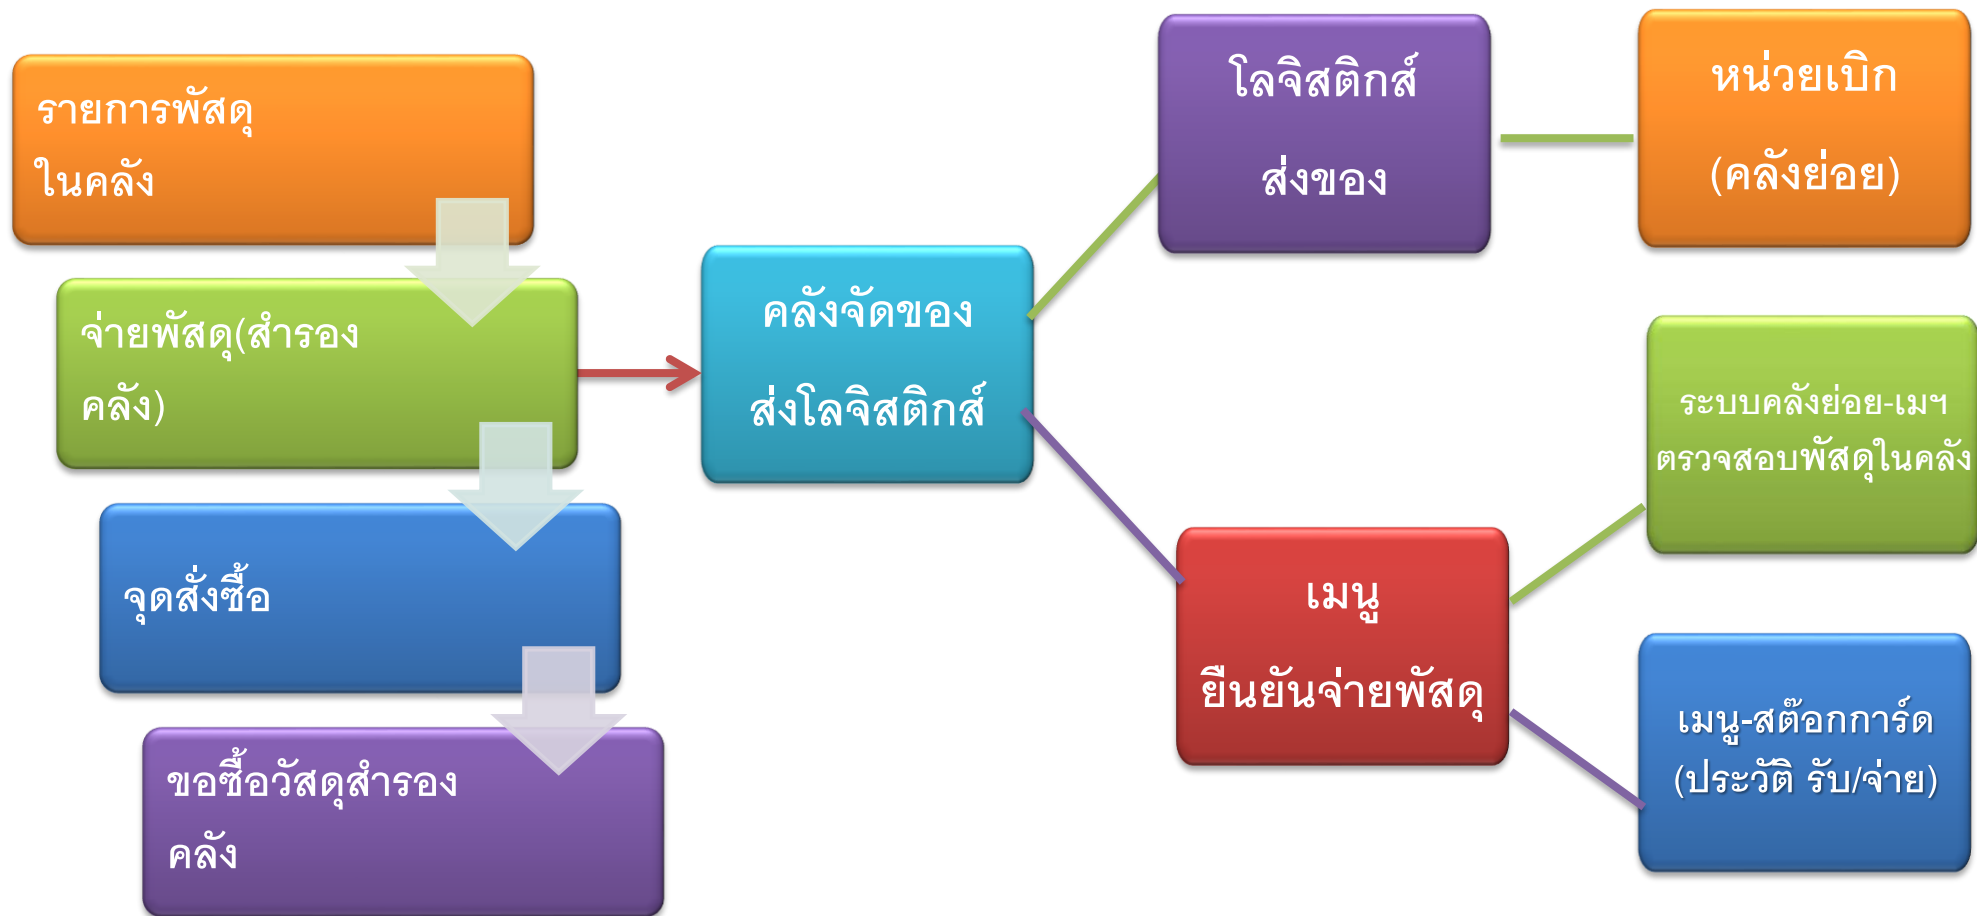 รายการพัสดุ
ในคลัง
จ่ายพัสดุ(สำรอง
คลัง)
จุดสั่งซื้อ
ขอซื้อวัสดุสำรอง
คลัง
คลังจัดของ
ส่งโลจิสติกส์
โลจิสติกส์
ส่งของ
หน่วยเบิก
(คลังย่อย)
เมนู
ยืนยันจ่ายพัสดุ
ระบบคลังย่อย-เมฯ
ตรวจสอบพัสดุในคลัง
เมนู-สต๊อกการ์ด
(ประวัติ รับ/จ่าย)